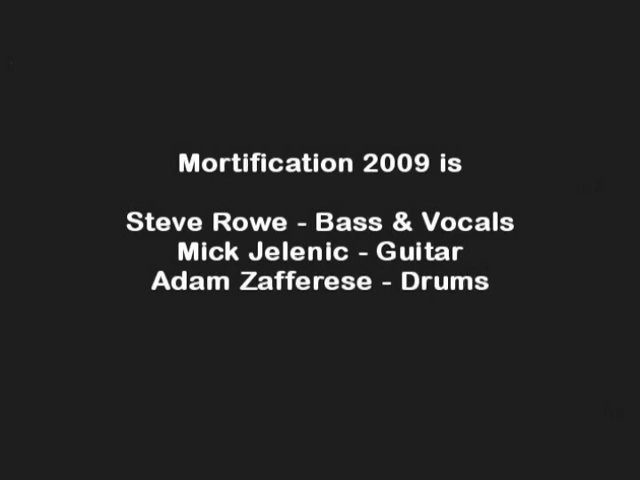 Mortification 2009 is
Steve Rowe - Bass & Vocals
Mick Jelenic - Guitar
Adam Zafferese - Drums